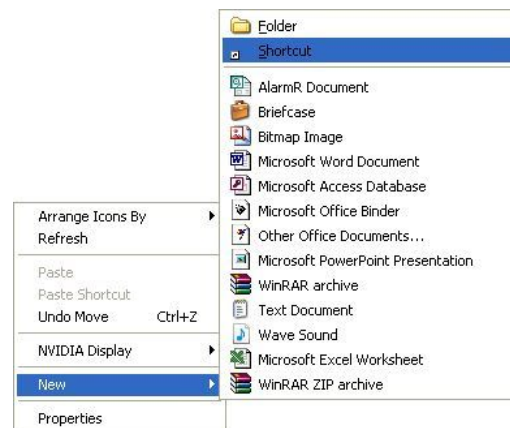 Folder
Shortcut
AlarmR Document
Briefcase
Bitmap Image
Microsoft Word Document
Microsoft Access Database
Microsoft Office Binder
Other Office Documents...
Microsoft PowerPoint Presentation
WinRAR archive
Text Document
Wave Sound
Microsoft Excel Worksheet
WinRAR ZIP archive
Arrange Icons By
Refresh
Paste
Paste Shortcut
Undo Move Ctrl+Z
NVIDIA Display
New
Properties